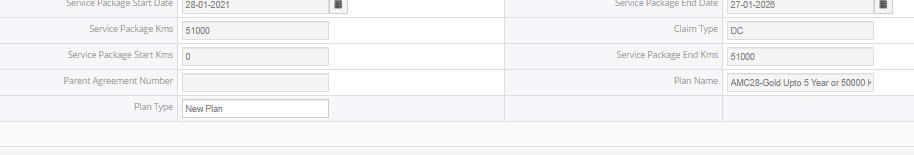 Service Package Start Date 28-01-2021 Service Package End Date 27-01-2026
Service Package Kms 51000 Claim Type DC
Service Package Start Kms 0 Service Package End Kms 51000
Parent Agreement Number Plan Name AMC28-Gold Upto 5 Year or 50000
Plan Type New Plan